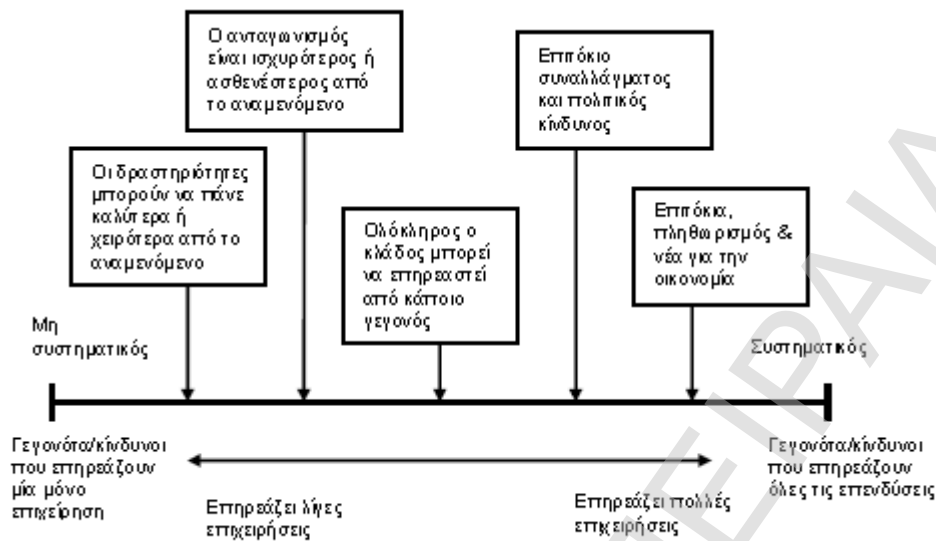 Ο ανταγωνισμός
είναι ισχυρότερος ή
ασθενέστερος από
το αναμενόμενο
Επιτόκιο
συναλλάγματος
και πολιτικός
κίνδυνος
Οι δραστηριότητες
μπορούν να πάνε
καλύτερα ή
χειρότερα από το
αναμενόμενο
Ολόκληρος ο
κλάδος μπορεί
να επηρεαστεί
από κάποιο
γεγονός
Επιτόκια,
πληθωρισμός &
νέα για την
οικονομία
Μη
συστηματικός
Συστηματικός
Γεγονότα/κίνδυνοι
που επηρεάζουν
μία μόνο
επιχείρηση
Επηρεάζει λίγες
επιχειρήσεις
Επηρεάζει πολλές
επιχειρήσεις
Γεγονότα/κίνδυνοι
που επηρεάζουν
όλες τις επενδύσεις